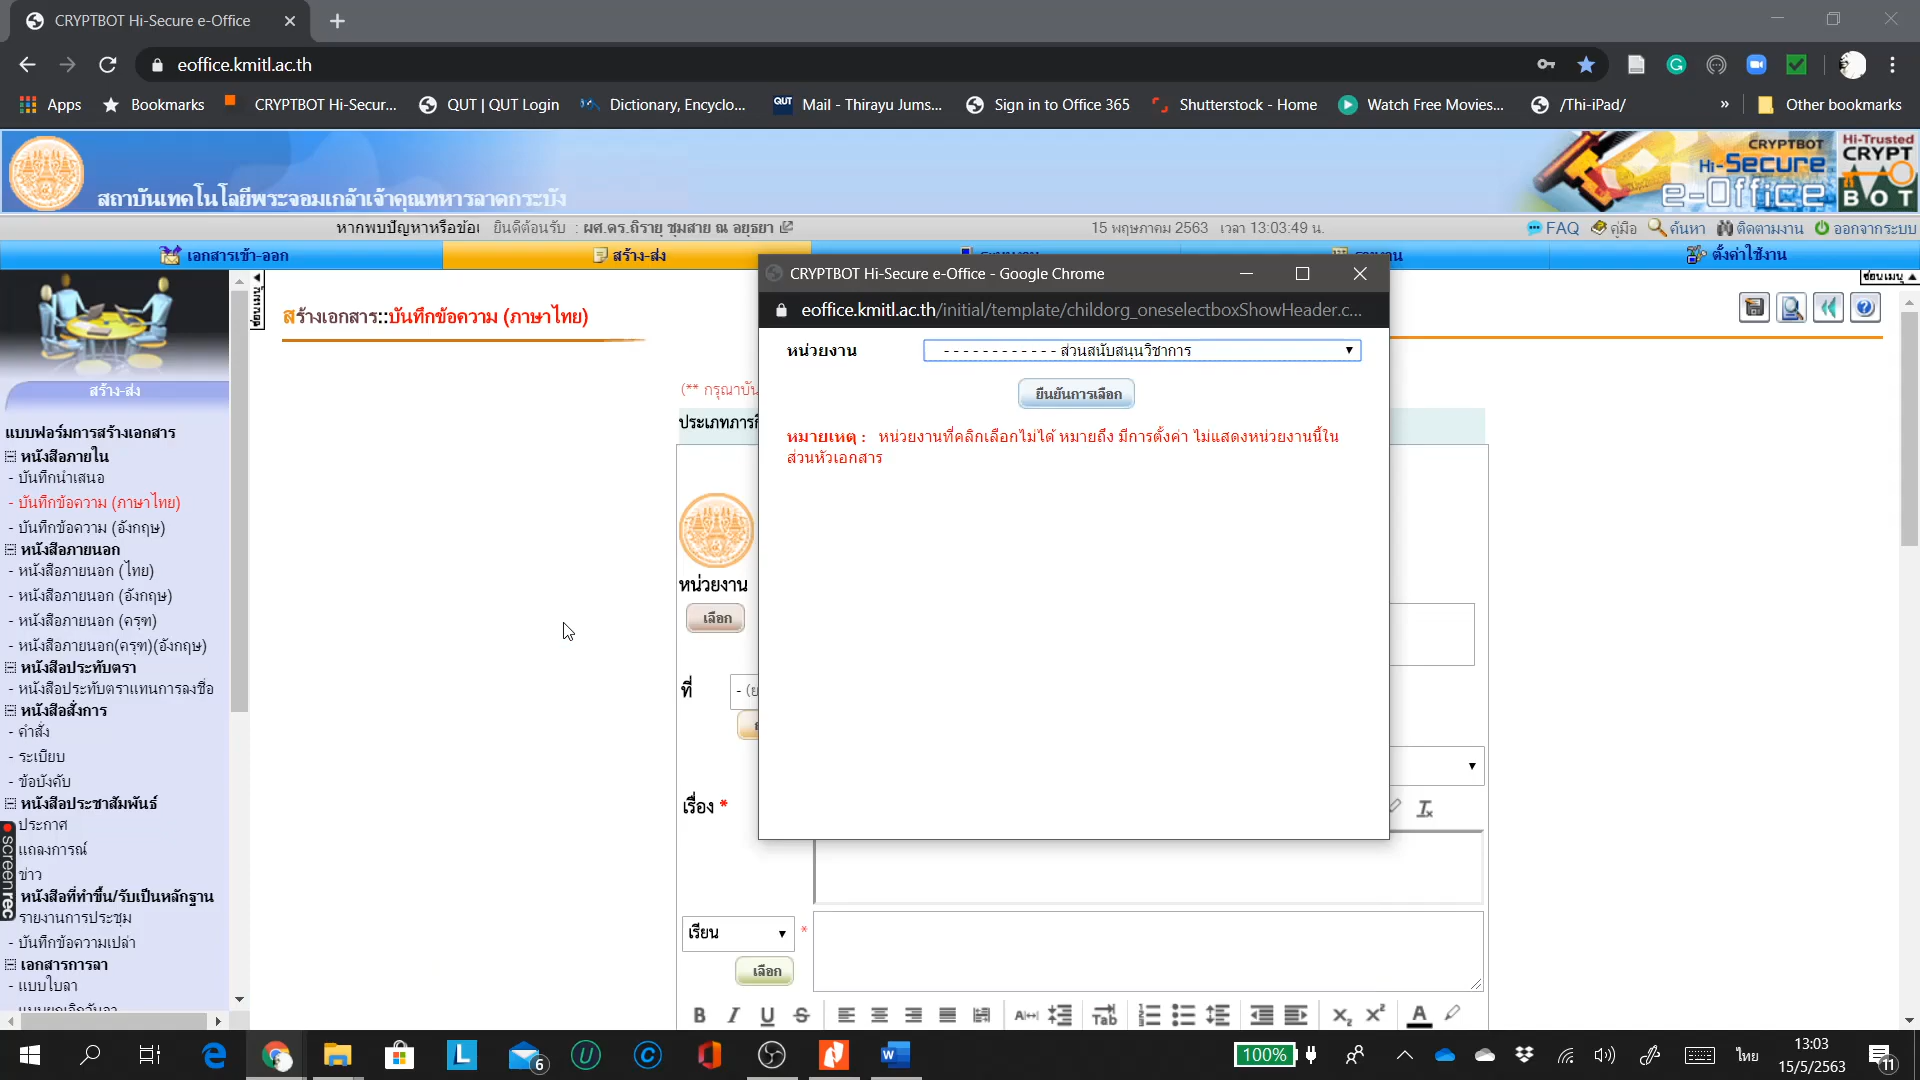 CRYPTBOT Hi-Secure e-Office
eoffice.kmitl.ac.th
Apps
Bookmarks
CRYPTBOT Hi-Secur...
QUT | QUT Login
Dictionary, Encyclo...
QUT
Mail - Thirayu Jums...
Sign in to Office 365
Shutterstock - Home
Watch Free Movies...
/Thi-iPad/
»
Other bookmarks
สถาบันเทคโนโลยีพระจอมเกล้าเจ้าคุณทหารลาดกระบัง
CRYPTBOT
Hi-Secure
e-Office
Hi-Trusted
CRYPT
BOT
หากพบปัญหาหรือข้อเ
ยินดีต้อนรับ : ผศ.ดร.ถิรายุ ชุมสาย ณ อยุธยา
15 พฤษภาคม 2563 เวลา 13:03:49 น.
FAQ
คู่มือ
ค้นหา
ติดตามงาน
ออกจากระบบ
เอกสารเข้า-ออก
สร้าง-ส่ง
ตั้งค่าใช้งาน
ซ่อนเมนู
สร้างเอกสาร::บันทึกข้อความ (ภาษาไทย)
สร้าง-ส่ง
แบบฟอร์มการสร้างเอกสาร
หนังสือภายใน
- บันทึกนำเสนอ
- บันทึกข้อความ (ภาษาไทย)
- บันทึกข้อความ (อังกฤษ)
หนังสือภายนอก
- หนังสือภายนอก (ไทย)
- หนังสือภายนอก (อังกฤษ)
- หนังสือภายนอก (ครุฑ)
- หนังสือภายนอก(ครุฑ)(อังกฤษ)
หนังสือประทับตรา
- หนังสือประทับตราแทนการลงชื่อ
หนังสือสั่งการ
- คำสั่ง
- ระเบียบ
- ข้อบังคับ
หนังสือประชาสัมพันธ์
ประกาศ
แถลงการณ์
ข่าว
หนังสือที่ทำขึ้น/รับเป็นหลักฐาน
รายงานการประชุม
- บันทึกข้อความเปล่า
เอกสารการลา
- แบบใบลา
screenrec
(** กรุณาบัน
ประเภทภารกิ
หน่วยงาน
เลือก
ที่
- (ย
เรื่อง *
เรียน
*
เลือก
CRYPTBOT Hi-Secure e-Office - Google Chrome
eoffice.kmitl.ac.th/initial/template/childorg_oneselectboxShowHeader.c...
หน่วยงาน
- - - - - - - - - - - - ส่วนสนับสนุนวิชาการ
ยืนยันการเลือก
หมายเหตุ : หน่วยงานที่คลิกเลือกไม่ได้ หมายถึง มีการตั้งค่า ไม่แสดงหน่วยงานนี้ใน
ส่วนหัวเอกสาร
B I U S
Tab
100%
6
ไทย
13:03
15/5/2563
11